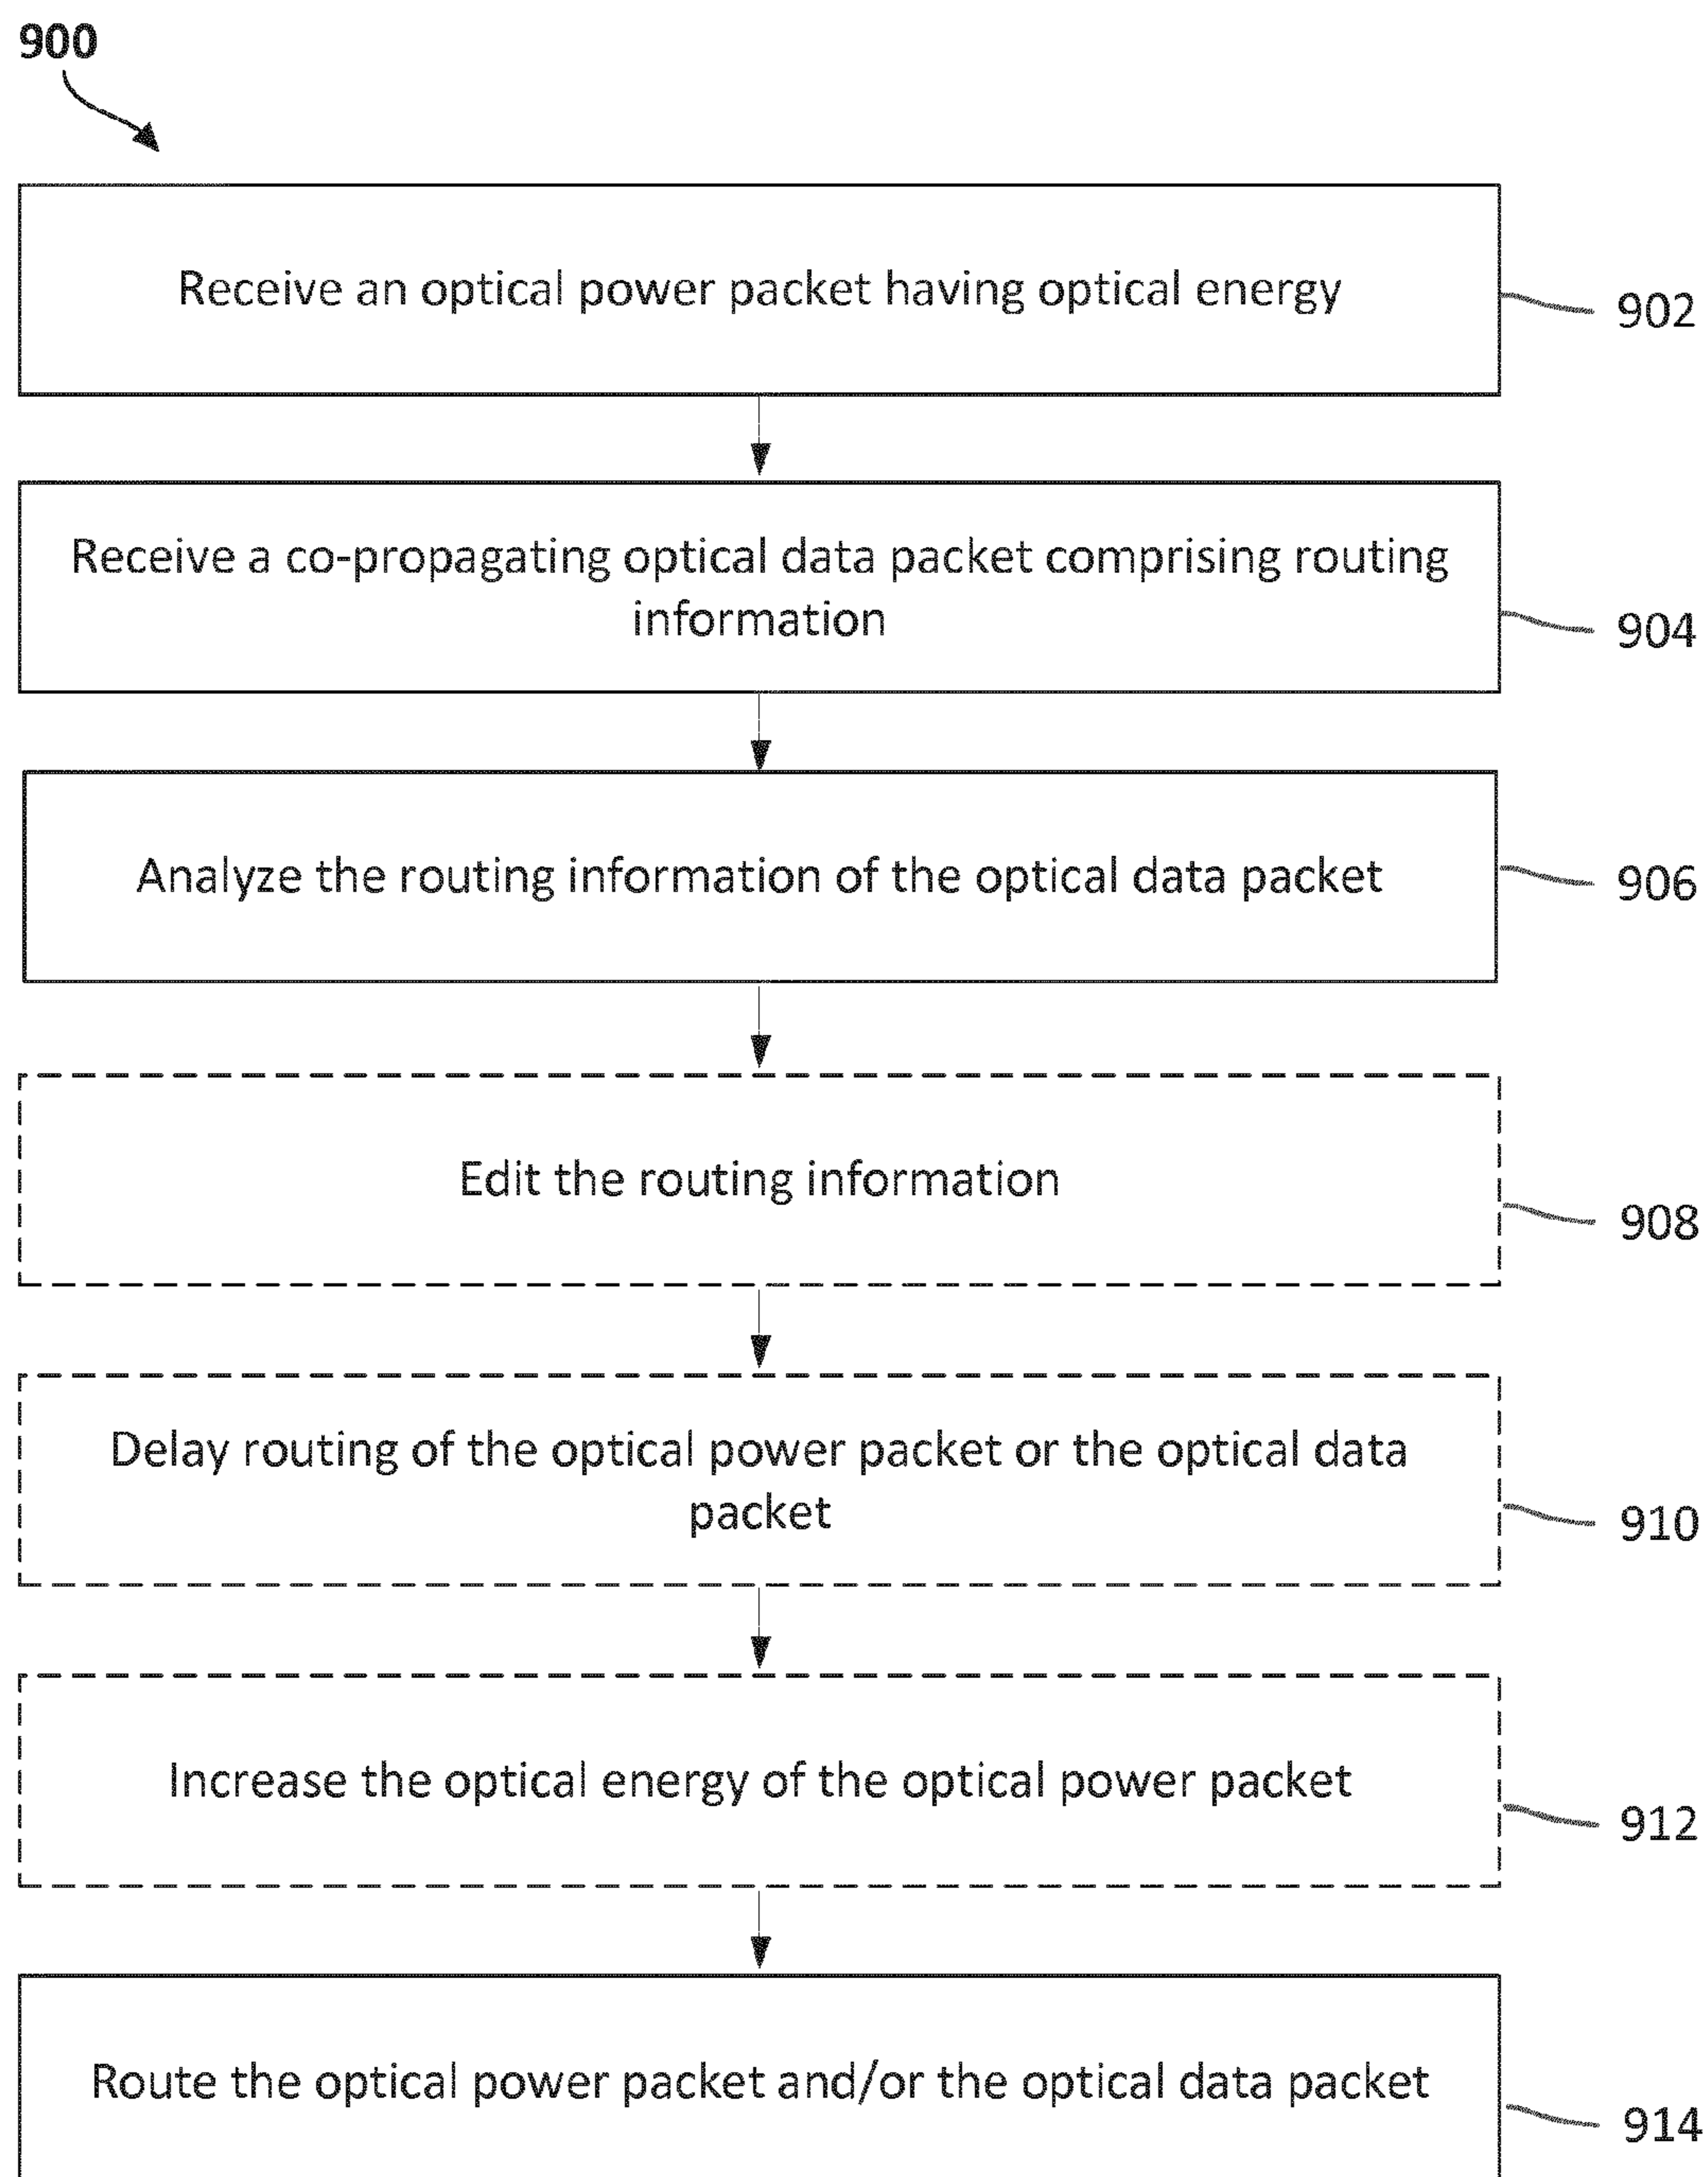 900
Receive an optical power packet having optical energy
902
Receive a co-propagating optical data packet comprising routing
information
904
Analyze the routing information of the optical data packet
906
Edit the routing information
908
Delay routing of the optical power packet or the optical data
packet
910
Increase the optical energy of the optical power packet
912
Route the optical power packet and/or the optical data packet
914